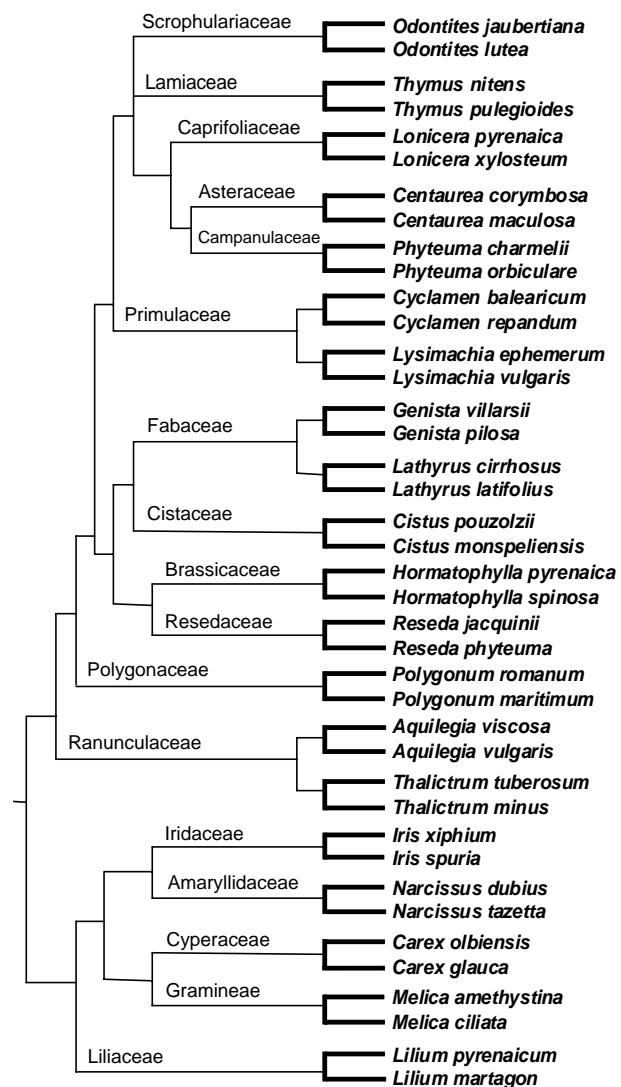 Scrophulariaceae
Odontites jaubertiana
Odontites lutea
Lamiaceae
Thymus nitens
Thymus pulegioides
Caprifoliaceae
Lonicera pyrenaica
Lonicera xylosteum
Asteraceae
Centaurea corymbosa
Centaurea maculosa
Campanulaceae
Phyteuma charmelii
Phyteuma orbiculare
Primulaceae
Cyclamen balearicum
Cyclamen repandum
Lysimachia ephemerum
Lysimachia vulgaris
Fabaceae
Genista villarsii
Genista pilosa
Lathyrus cirrhosus
Lathyrus latifolius
Cistaceae
Cistus pouzolzii
Cistus monspeliensis
Brassicaceae
Hormatophylla pyrenaica
Hormatophylla spinosa
Resedaceae
Reseda jacquinii
Reseda phyteuma
Polygonaceae
Polygonum romanum
Polygonum maritimum
Ranunculaceae
Aquilegia viscosa
Aquilegia vulgaris
Thalictrum tuberosum
Thalictrum minus
Iridaceae
Iris xiphium
Iris spuria
Amaryllidaceae
Narcissus dubius
Narcissus tazetta
Cyperaceae
Carex olbiensis
Carex glauca
Gramineae
Melica amethystina
Melica ciliata
Liliaceae
Lilium pyrenaicum
Lilium martagon